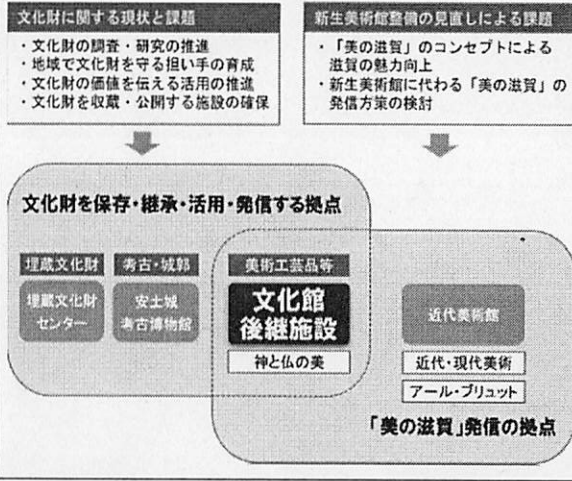 文化財に関する現状と課題
・文化財の調査・研究の推進
・地域で文化財を守る担い手の育成
・文化財の価値を伝える活用の推進
・文化財を収蔵・公開する施設の確保
新生美術館整備の見直しによる課題
・「美の滋賀」のコンセプトによる
滋賀の魅力向上
・新生美術館に代わる「美の滋賀」の
発信方策の検討
文化財を保存・継承・活用・発信する拠点
埋蔵文化財
埋蔵文化財
センター
考古・城郭
安土城
考古博物館
美術工芸品等
文化館
後継施設
神と仏の美
近代美術館
近代・現代美術
アール・ブリュット
「美の滋賀」発信の拠点